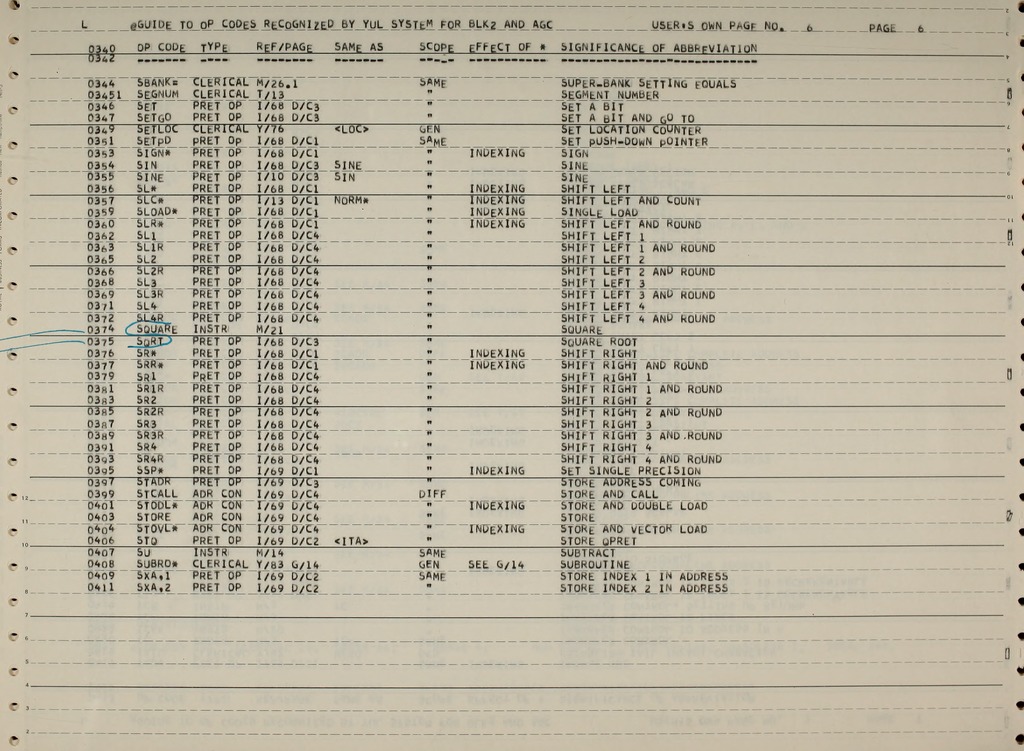 L @GUIDE TO OP CODES RECOGNIZED BY YUL SYSTEM FOR BLK2 AND AGC USER'S OWN PAGE NO. 6 PAGE 6
0340 OP CODE TYPE REF/PAGE SAME AS SCOPE EFFECT OF * SIGNIFICANCE OF ABBREVIATION
0342 ------- ---- -------- ------- ----- ----------- ----------------------------
0344 SBANK= CLERICAL M/26.1 SAME SUPER-BANK SETTING EQUALS
03451 SEGNUM CLERICAL T/13 " SEGMENT NUMBER
0346 SET PRET OP I/68 D/C3 " SET A BIT
0347 SETGO PRET OP I/68 D/C3 " SET A BIT AND GO TO
0349 SETLOC CLERICAL Y/76 <LOC> GEN SET LOCATION COUNTER
0351 SETPD PRET OP I/68 D/C1 SAME SET PUSH-DOWN POINTER
0353 SIGN* PRET OP I/68 D/C1 " INDEXING SIGN
0354 SIN PRET OP I/68 D/C3 SINE " SINE
0355 SINE PRET OP I/10 D/C3 SIN " SINE
0356 SL* PRET OP I/68 D/C1 " INDEXING SHIFT LEFT
0357 SLC* PRET OP I/13 D/C1 NORM* " INDEXING SHIFT LEFT AND COUNT
0359 SLOAD* PRET OP I/68 D/C1 " INDEXING SINGLE LOAD
0360 SLR* PRET OP I/68 D/C1 " INDEXING SHIFT LEFT AND ROUND
0362 SL1 PRET OP I/68 D/C4 " SHIFT LEFT 1
0363 SL1R PRET OP I/68 D/C4 " SHIFT LEFT 1 AND ROUND
0365 SL2 PRET OP I/68 D/C4 " SHIFT LEFT 2
0366 SL2R PRET OP I/68 D/C4 " SHIFT LEFT 2 AND ROUND
0368 SL3 PRET OP I/68 D/C4 " SHIFT LEFT 3
0369 SL3R PRET OP I/68 D/C4 " SHIFT LEFT 3 AND ROUND
0371 SL4 PRET OP I/68 D/C4 " SHIFT LEFT 4
0372 SL4R PRET OP I/68 D/C4 " SHIFT LEFT 4 AND ROUND
0374 SQUARE INSTR M/21 " SQUARE
0375 SQRT PRET OP I/68 D/C3 " SQUARE ROOT
0376 SR* PRET OP I/68 D/C1 " INDEXING SHIFT RIGHT
0377 SRR* PRET OP I/68 D/C1 " INDEXING SHIFT RIGHT AND ROUND
0379 SR1 PRET OP I/68 D/C4 " SHIFT RIGHT 1
0381 SR1R PRET OP I/68 D/C4 " SHIFT RIGHT 1 AND ROUND
0383 SR2 PRET OP I/68 D/C4 " SHIFT RIGHT 2
0385 SR2R PRET OP I/68 D/C4 " SHIFT RIGHT 2 AND ROUND
0387 SR3 PRET OP I/68 D/C4 " SHIFT RIGHT 3
0389 SR3R PRET OP I/68 D/C4 " SHIFT RIGHT 3 AND ROUND
0391 SR4 PRET OP I/68 D/C4 " SHIFT RIGHT 4
0393 SR4R PRET OP I/68 D/C4 " SHIFT RIGHT 4 AND ROUND
0395 SSP* PRET OP I/69 D/C1 " INDEXING SET SINGLE PRECISION
0397 STADR PRET OP I/69 D/C3 " STORE ADDRESS COMING
0399 STCALL ADR CON I/69 D/C4 DIFF STORE AND CALL
0401 STODL* ADR CON I/69 D/C4 " INDEXING STORE AND DOUBLE LOAD
0403 STORE ADR CON I/69 D/C4 " STORE
0404 STOVL* ADR CON I/69 D/C4 " INDEXING STORE AND VECTOR LOAD
0406 STQ PRET OP I/69 D/C2 <ITA> " STORE QPRET
0407 SU INSTR M/14 SAME SUBTRACT
0408 SUBRO* CLERICAL Y/83 G/14 GEN SEE G/14 SUBROUTINE
0409 SXA,1 PRET OP I/69 D/C2 SAME STORE INDEX 1 IN ADDRESS
0411 SXA,2 PRET OP I/69 D/C2 " STORE INDEX 2 IN ADDRESS